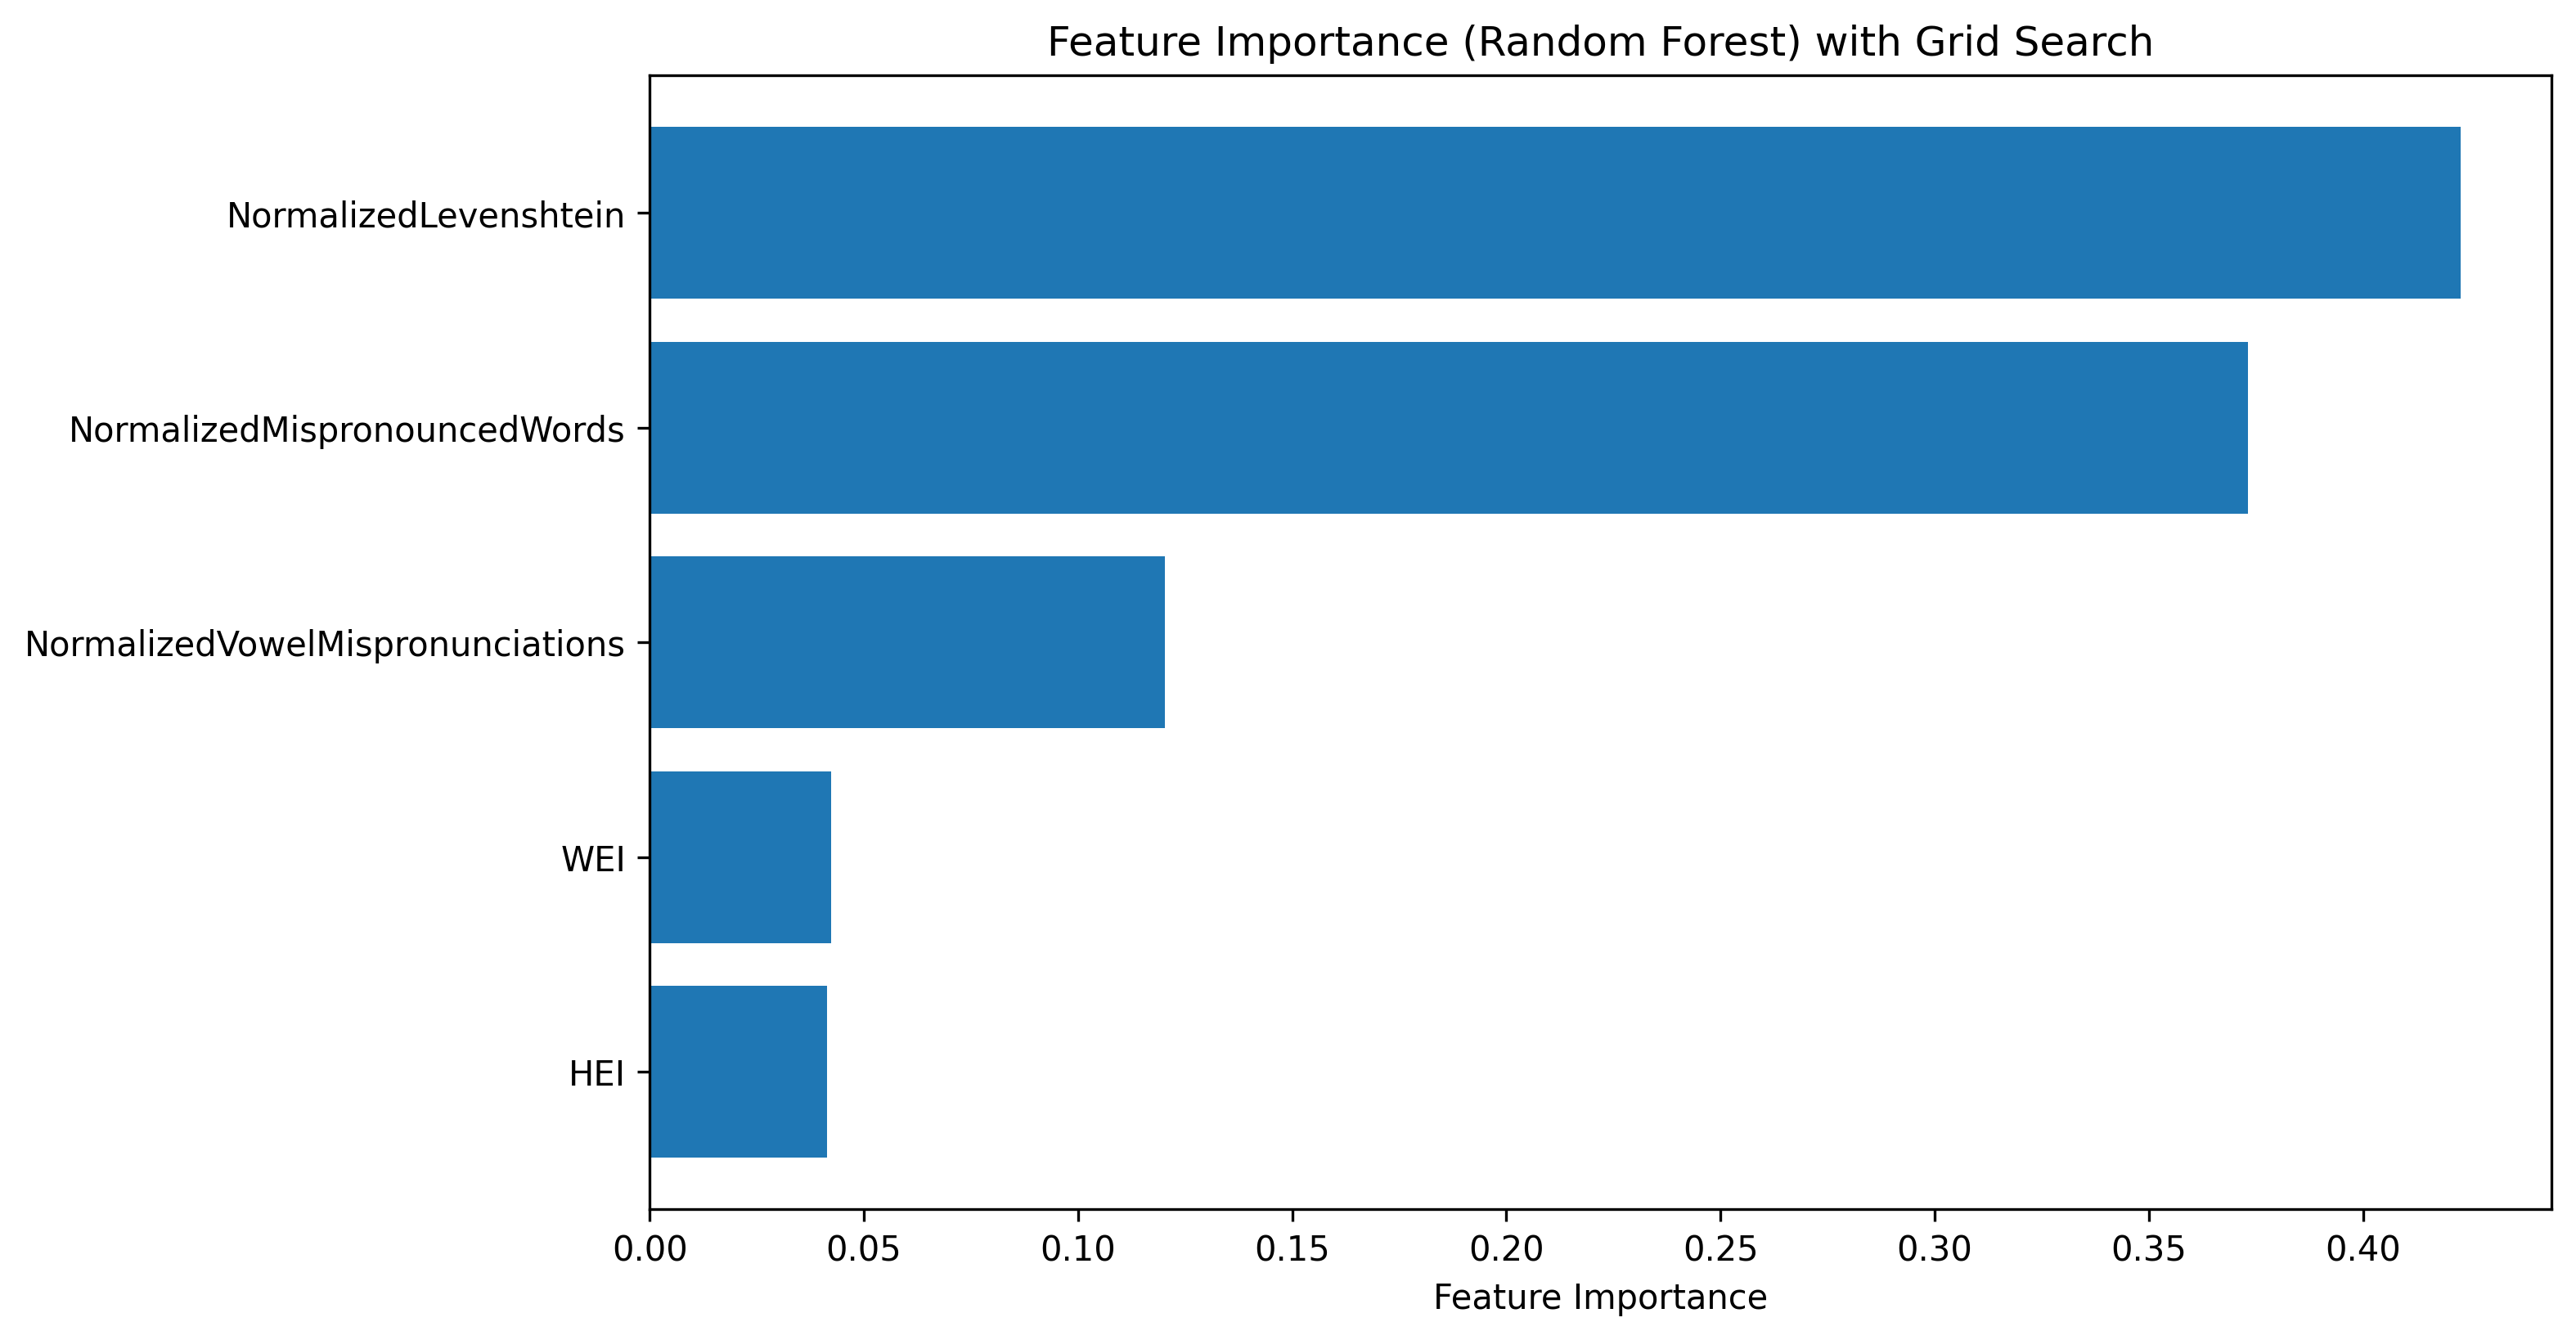 Feature Importance (Random Forest) with Grid Search
NormalizedLevenshtein
NormalizedMispronouncedWords
NormalizedVowelMispronunciations
WEI
HEI
0.00 0.05 0.10 0.15 0.20 0.25 0.30 0.35 0.40
Feature Importance